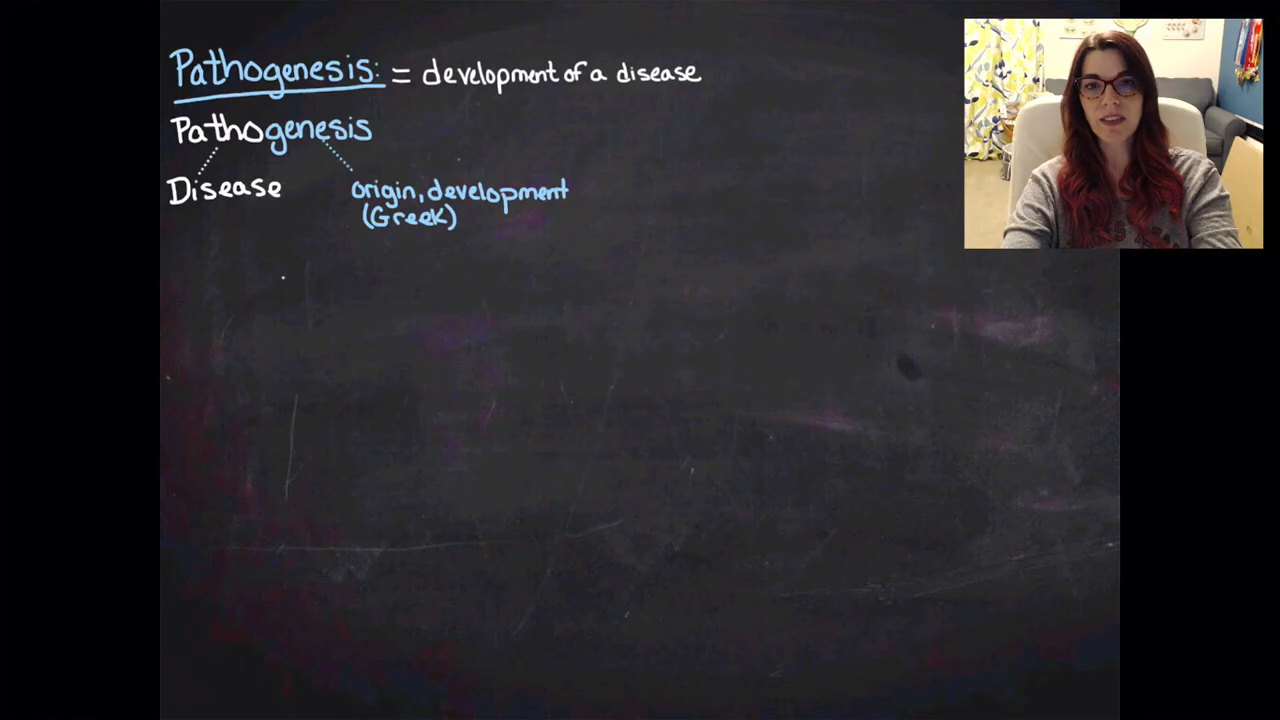 Pathogenesis: = development of a disease
Pathogenesis
Disease origin, development
(Greek)